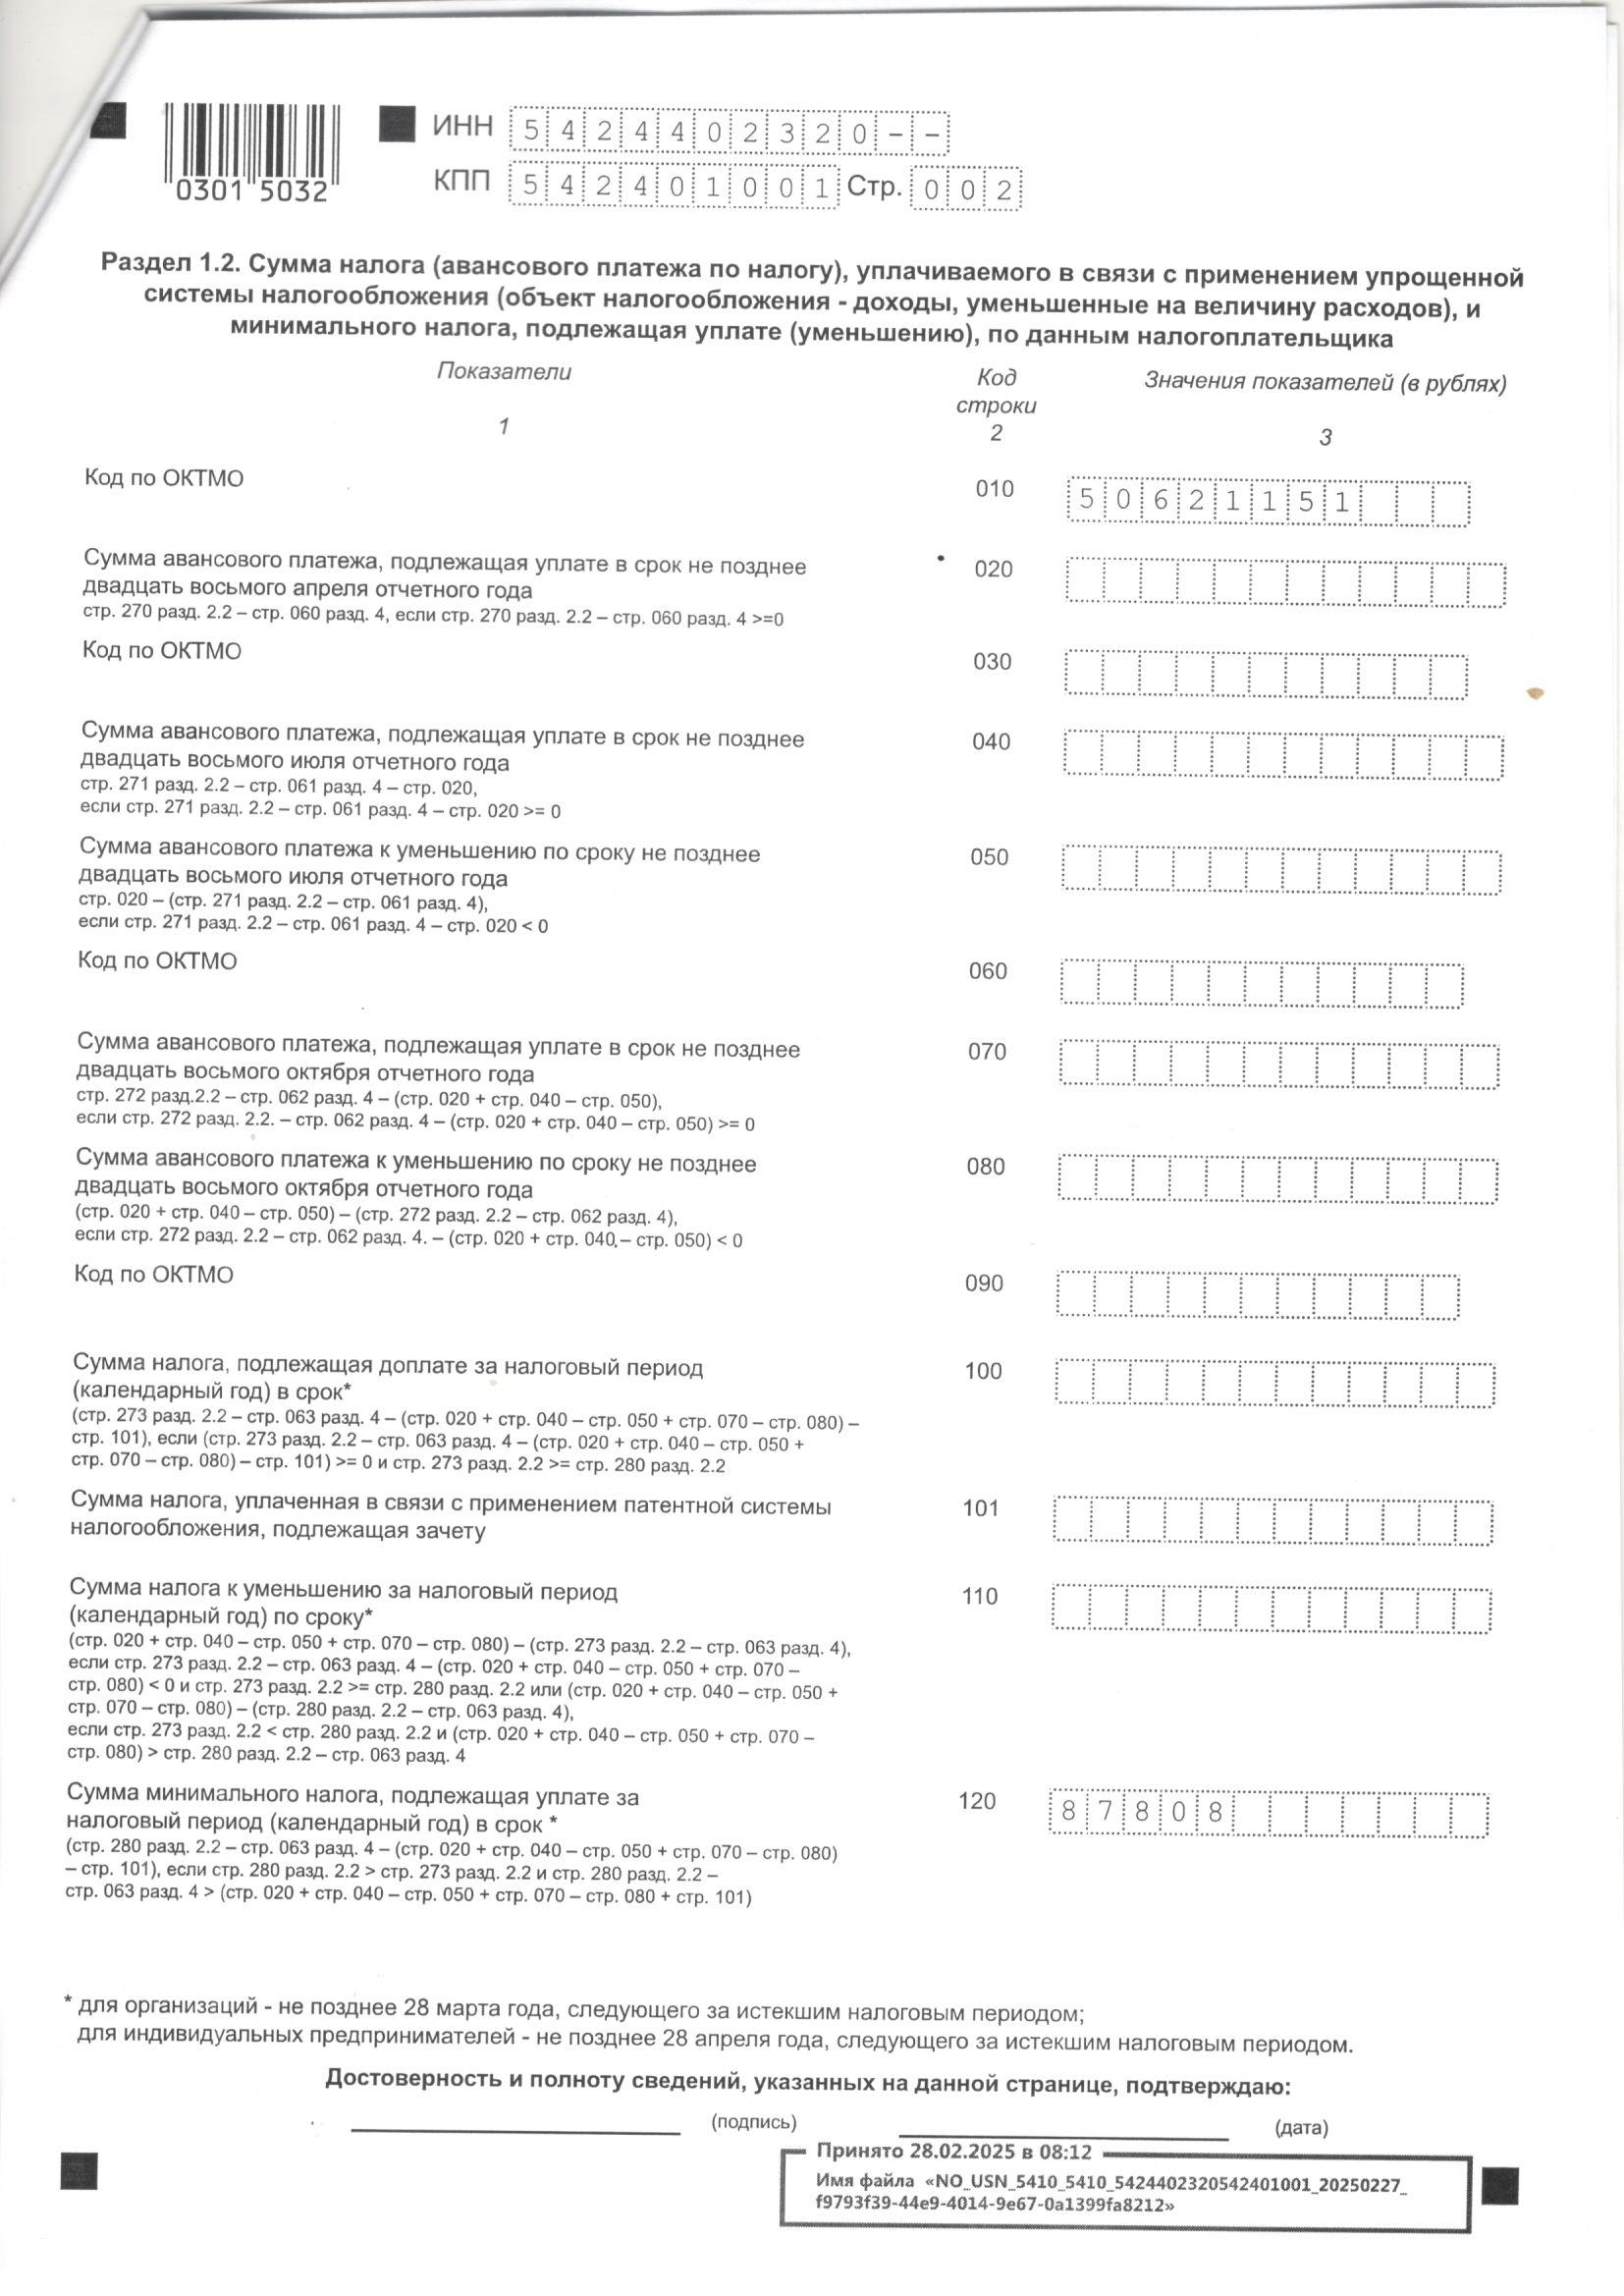 ИНН 5424402320--
0301 5032
КПП 542401001 Стр. 002
Раздел 1.2. Сумма налога (авансового платежа по налогу), уплачиваемого в связи с применением упрощенной
системы налогообложения (объект налогообложения - доходы, уменьшенные на величину расходов), и
минимального налога, подлежащая уплате (уменьшению), по данным налогоплательщика
Показатели Код Значения показателей (в рублях)
строки
1 2 3
Код по ОКТМО 010 50621151
Сумма авансового платежа, подлежащая уплате в срок не позднее 020
двадцать восьмого апреля отчетного года
стр. 270 разд. 2.2 – стр. 060 разд. 4, если стр. 270 разд. 2.2 – стр. 060 разд. 4 >=0
Код по ОКТМО 030
Сумма авансового платежа, подлежащая уплате в срок не позднее 040
двадцать восьмого июля отчетного года
стр. 271 разд. 2.2 – стр. 061 разд. 4 – стр. 020,
если стр. 271 разд. 2.2 – стр. 061 разд. 4 – стр. 020 >= 0
Сумма авансового платежа к уменьшению по сроку не позднее 050
двадцать восьмого июля отчетного года
стр. 020 – (стр. 271 разд. 2.2 – стр. 061 разд. 4),
если стр. 271 разд. 2.2 – стр. 061 разд. 4 – стр. 020 < 0
Код по ОКТМО 060
Сумма авансового платежа, подлежащая уплате в срок не позднее 070
двадцать восьмого октября отчетного года
стр. 272 разд.2.2 – стр. 062 разд. 4 – (стр. 020 + стр. 040 – стр. 050),
если стр. 272 разд. 2.2. – стр. 062 разд. 4 – (стр. 020 + стр. 040 – стр. 050) >= 0
Сумма авансового платежа к уменьшению по сроку не позднее 080
двадцать восьмого октября отчетного года
(стр. 020 + стр. 040 – стр. 050) – (стр. 272 разд. 2.2 – стр. 062 разд. 4),
если стр. 272 разд. 2.2 – стр. 062 разд. 4. – (стр. 020 + стр. 040 – стр. 050) < 0
Код по ОКТМО 090
Сумма налога, подлежащая доплате за налоговый период 100
(календарный год) в срок*
(стр. 273 разд. 2.2 – стр. 063 разд. 4 – (стр. 020 + стр. 040 – стр. 050 + стр. 070 – стр. 080) –
стр. 101), если (стр. 273 разд. 2.2 – стр. 063 разд. 4 – (стр. 020 + стр. 040 – стр. 050 +
стр. 070 – стр. 080) – стр. 101) >= 0 и стр. 273 разд. 2.2 >= стр. 280 разд. 2.2
Сумма налога, уплаченная в связи с применением патентной системы 101
налогообложения, подлежащая зачету
Сумма налога к уменьшению за налоговый период 110
(календарный год) по сроку*
(стр. 020 + стр. 040 – стр. 050 + стр. 070 – стр. 080) – (стр. 273 разд. 2.2 – стр. 063 разд. 4),
если стр. 273 разд. 2.2 – стр. 063 разд. 4 – (стр. 020 + стр. 040 – стр. 050 + стр. 070 –
стр. 080) < 0 и стр. 273 разд. 2.2 >= стр. 280 разд. 2.2 или (стр. 020 + стр. 040 – стр. 050 +
стр. 070 – стр. 080) – (стр. 280 разд. 2.2 – стр. 063 разд. 4),
если стр. 273 разд. 2.2 < стр. 280 разд. 2.2 и (стр. 020 + стр. 040 – стр. 050 + стр. 070 –
стр. 080) > стр. 280 разд. 2.2 – стр. 063 разд. 4
Сумма минимального налога, подлежащая уплате за 120 87808
налоговый период (календарный год) в срок *
(стр. 280 разд. 2.2 – стр. 063 разд. 4 – (стр. 020 + стр. 040 – стр. 050 + стр. 070 – стр. 080)
– стр. 101), если стр. 280 разд. 2.2 > стр. 273 разд. 2.2 и стр. 280 разд. 2.2 –
стр. 063 разд. 4 > (стр. 020 + стр. 040 – стр. 050 + стр. 070 – стр. 080 + стр. 101)
* для организаций - не позднее 28 марта года, следующего за истекшим налоговым периодом;
для индивидуальных предпринимателей - не позднее 28 апреля года, следующего за истекшим налоговым периодом.
Достоверность и полноту сведений, указанных на данной странице, подтверждаю:
(подпись) (дата)
Принято 28.02.2025 в 08:12
Имя файла «NO_USN_5410_5410_5424402320542401001_20250227_
f9793f39-44e9-4014-9e67-0a1399fa8212»